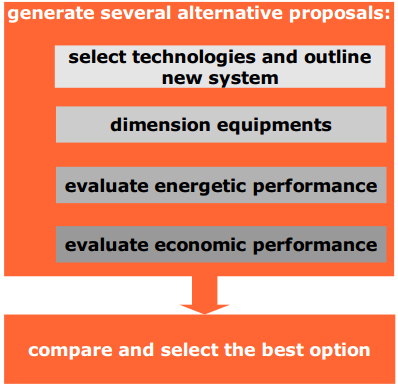 generate several alternative proposals:
select technologies and outline
new system
dimension equipments
evaluate energetic performance
evaluate economic performance
compare and select the best option